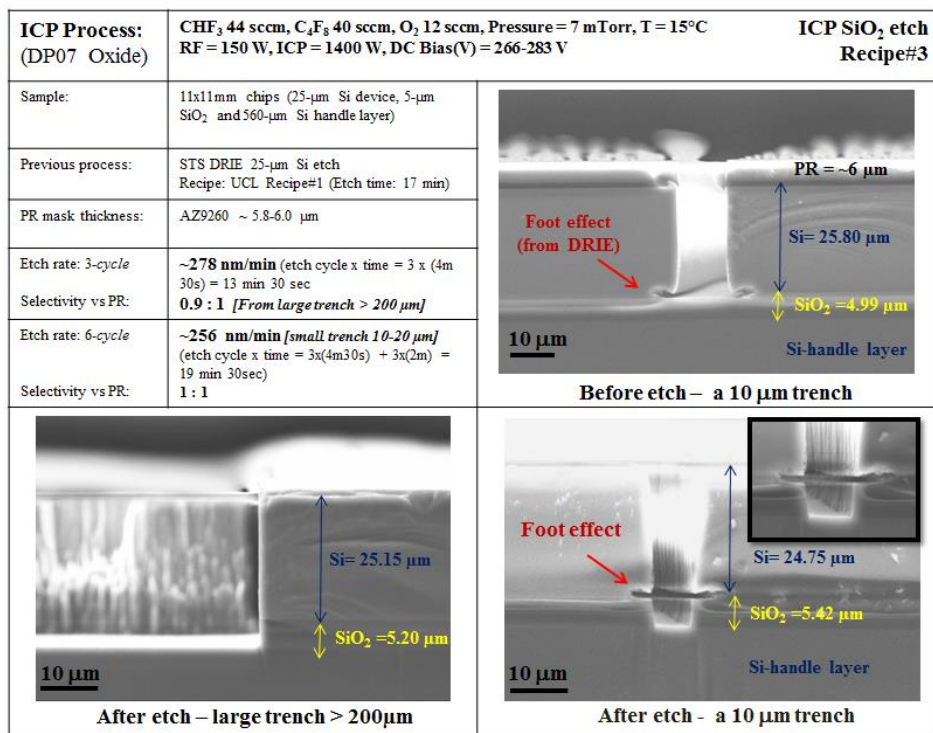 ICP Process:
(DP07 Oxide)
CHF₃ 44 sccm, C₄F₈ 40 sccm, O₂ 12 sccm, Pressure = 7 mTorr, T = 15°C
RF = 150 W, ICP = 1400 W, DC Bias(V) = 266-283 V
ICP SiO₂ etch
Recipe#3
Sample:
11x11mm chips (25-µm Si device, 5-µm
SiO₂ and 560-µm Si handle layer)
Previous process:
STS DRIE 25-µm Si etch
Recipe: UCL Recipe#1 (Etch time: 17 min)
PR mask thickness:
AZ9260 ~ 5.8-6.0 µm
Etch rate: 3-cycle
~278 nm/min (etch cycle x time = 3 x (4m
30s) = 13 min 30 sec
Selectivity vs PR:
0.9 : 1 [From large trench > 200 µm]
Etch rate: 6-cycle
~256 nm/min [small trench 10-20 µm]
(etch cycle x time = 3x(4m30s) + 3x(2m) =
19 min 30sec)
Selectivity vs PR:
1 : 1
PR = ~6 µm
Foot effect
(from DRIE)
Si= 25.80 µm
SiO₂ =4.99 µm
Si-handle layer
10 µm
Before etch – a 10 µm trench
Si= 25.15 µm
SiO₂ =5.20 µm
10 µm
After etch – large trench > 200µm
Foot effect
Si= 24.75 µm
SiO₂ =5.42 µm
Si-handle layer
10 µm
After etch - a 10 µm trench